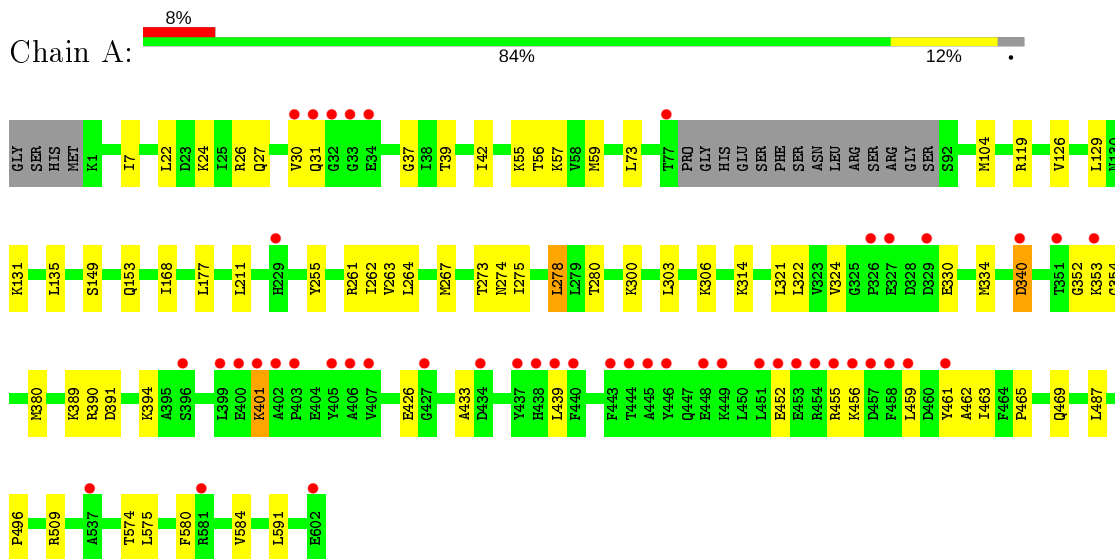 8%
Chain A:
84%
12%
•
GLY SER HIS MET K1 I7 L22 D23 K24 I25 R26 Q27 V30 Q31 G32 G33 E34 G37 I38 T39 I42 K55 T56 K57 V58 M59 L73 T77 PRO GLY HIS GLU SER PHE SER ASN LEU ARG SER ARG GLY SER S92 M104 R119 V126 L129 N130
K131 L135 S149 Q153 I168 L177 L211 H229 Y255 R261 I262 V263 L264 M267 T273 N274 I275 L278 L279 T280 K300 L303 K306 K314 L321 L322 V323 V324 G325 P326 E327 D328 D329 E330 M334 D340 T351 G352 K353 G354
M380 K389 R390 D391 K394 A395 S396 L399 E400 K401 A402 P403 E404 Y405 A406 V407 E426 G427 A433 D434 Y437 H438 L439 F440 F443 T444 A445 Y446 Q447 E448 K449 L450 L451 E452 E453 R454 R455 K456 D457 F458 L459 D460 Y461 A462 I463 F464 P465 Q469 L487
P496 R509 A537 T574 L575 F580 R581 V584 L591 E602